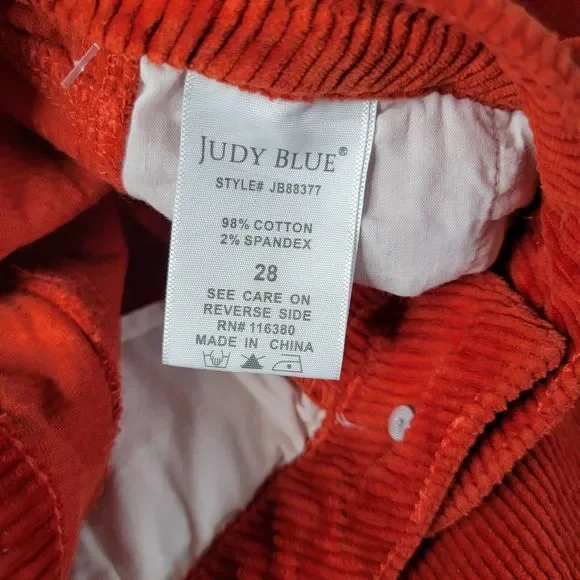 JUDY BLUE®
STYLE# JB88377
98% COTTON
2% SPANDEX
28
SEE CARE ON
REVERSE SIDE
RN# 116380
MADE IN CHINA